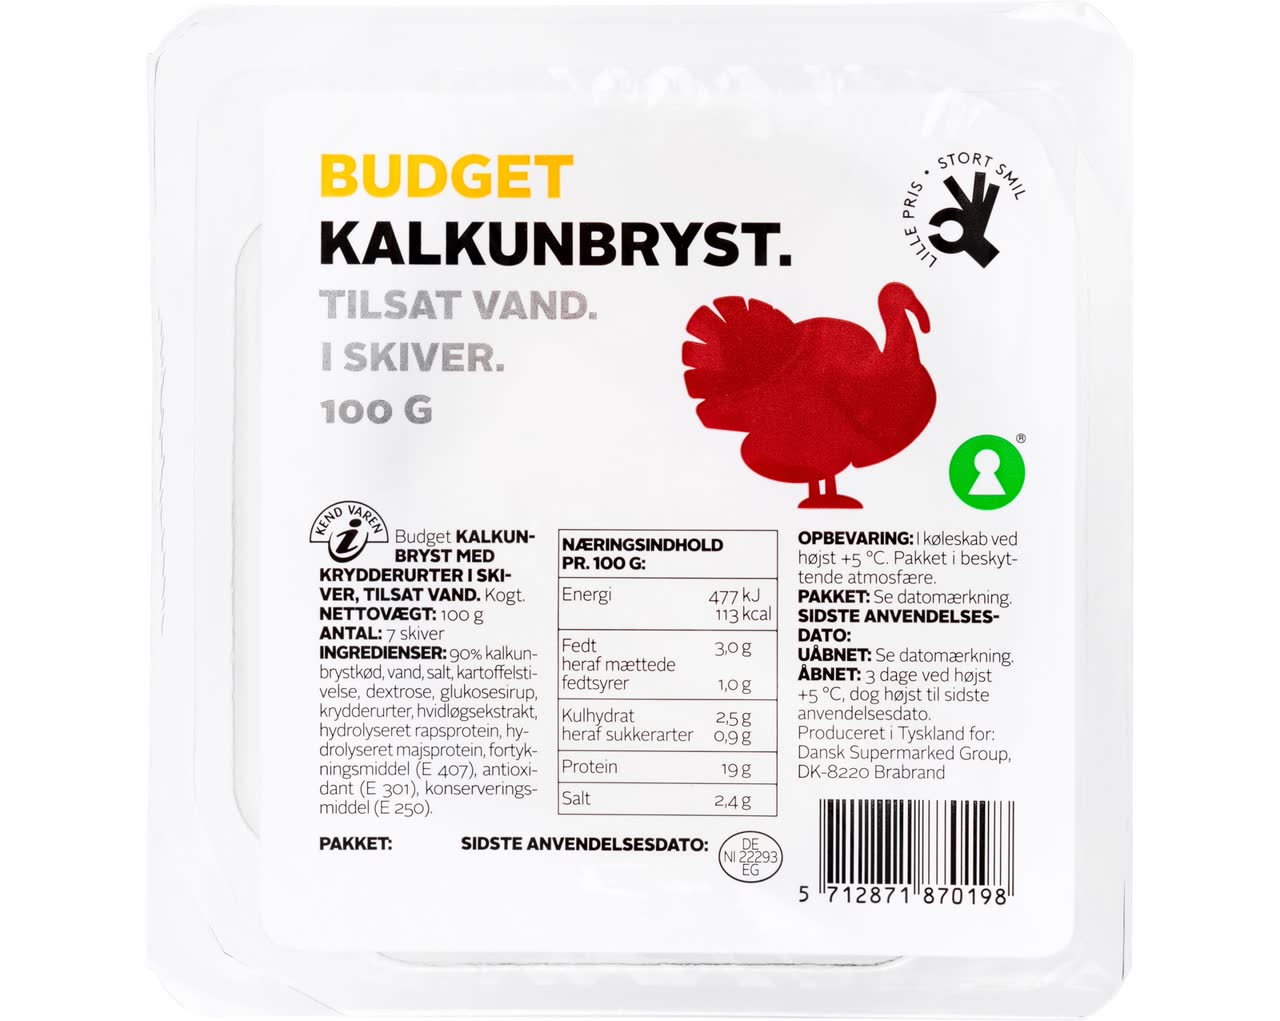 BUDGET
KALKUNBRYST.
TILSAT VAND.
I SKIVER.
100 G
LILLE PRIS • STORT SMIL
®
KEND VAREN
i
Budget KALKUN-
BRYST MED
KRYDDERURTER I SKI-
VER, TILSAT VAND. Kogt.
NETTOVÆGT: 100 g
ANTAL: 7 skiver
INGREDIENSER: 90% kalkun-
brystkød, vand, salt, kartoffelsti-
velse, dextrose, glukosesirup,
krydderurter, hvidløgsekstrakt,
hydrolyseret rapsprotein, hy-
drolyseret majsprotein, fortyk-
ningsmiddel (E 407), antioxi-
dant (E 301), konserverings-
middel (E 250).
PAKKET:
SIDSTE ANVENDELSESDATO:
DE
NI 22293
EG
NÆRINGSINDHOLD
PR. 100 G:
Energi 477 kJ
113 kcal
Fedt 3,0 g
heraf mættede
fedtsyrer 1,0 g
Kulhydrat 2,5 g
heraf sukkerarter 0,9 g
Protein 19 g
Salt 2,4 g
OPBEVARING: I køleskab ved
højst +5 °C. Pakket i beskyt-
tende atmosfære.
PAKKET: Se datomærkning.
SIDSTE ANVENDELSES-
DATO:
UÅBNET: Se datomærkning.
ÅBNET: 3 dage ved højst
+5 °C, dog højst til sidste
anvendelsesdato.
Produceret i Tyskland for:
Dansk Supermarked Group,
DK-8220 Brabrand
5 712871 870198